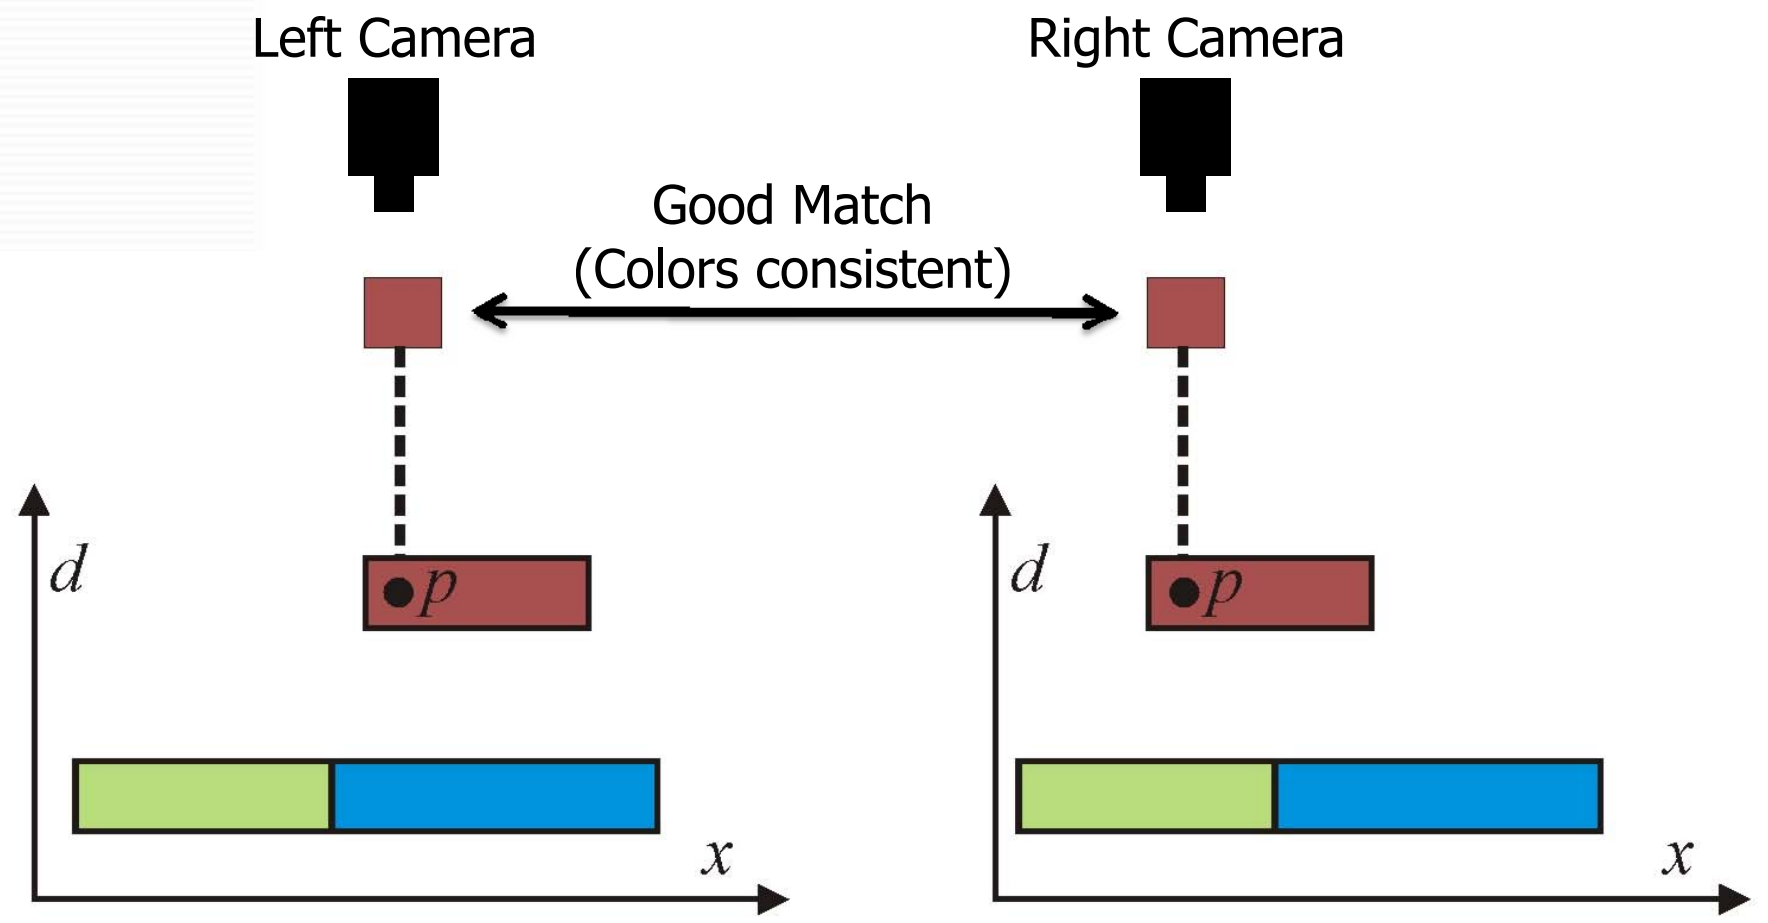 Left Camera
Right Camera
Good Match
(Colors consistent)
d
p
x
d
p
x